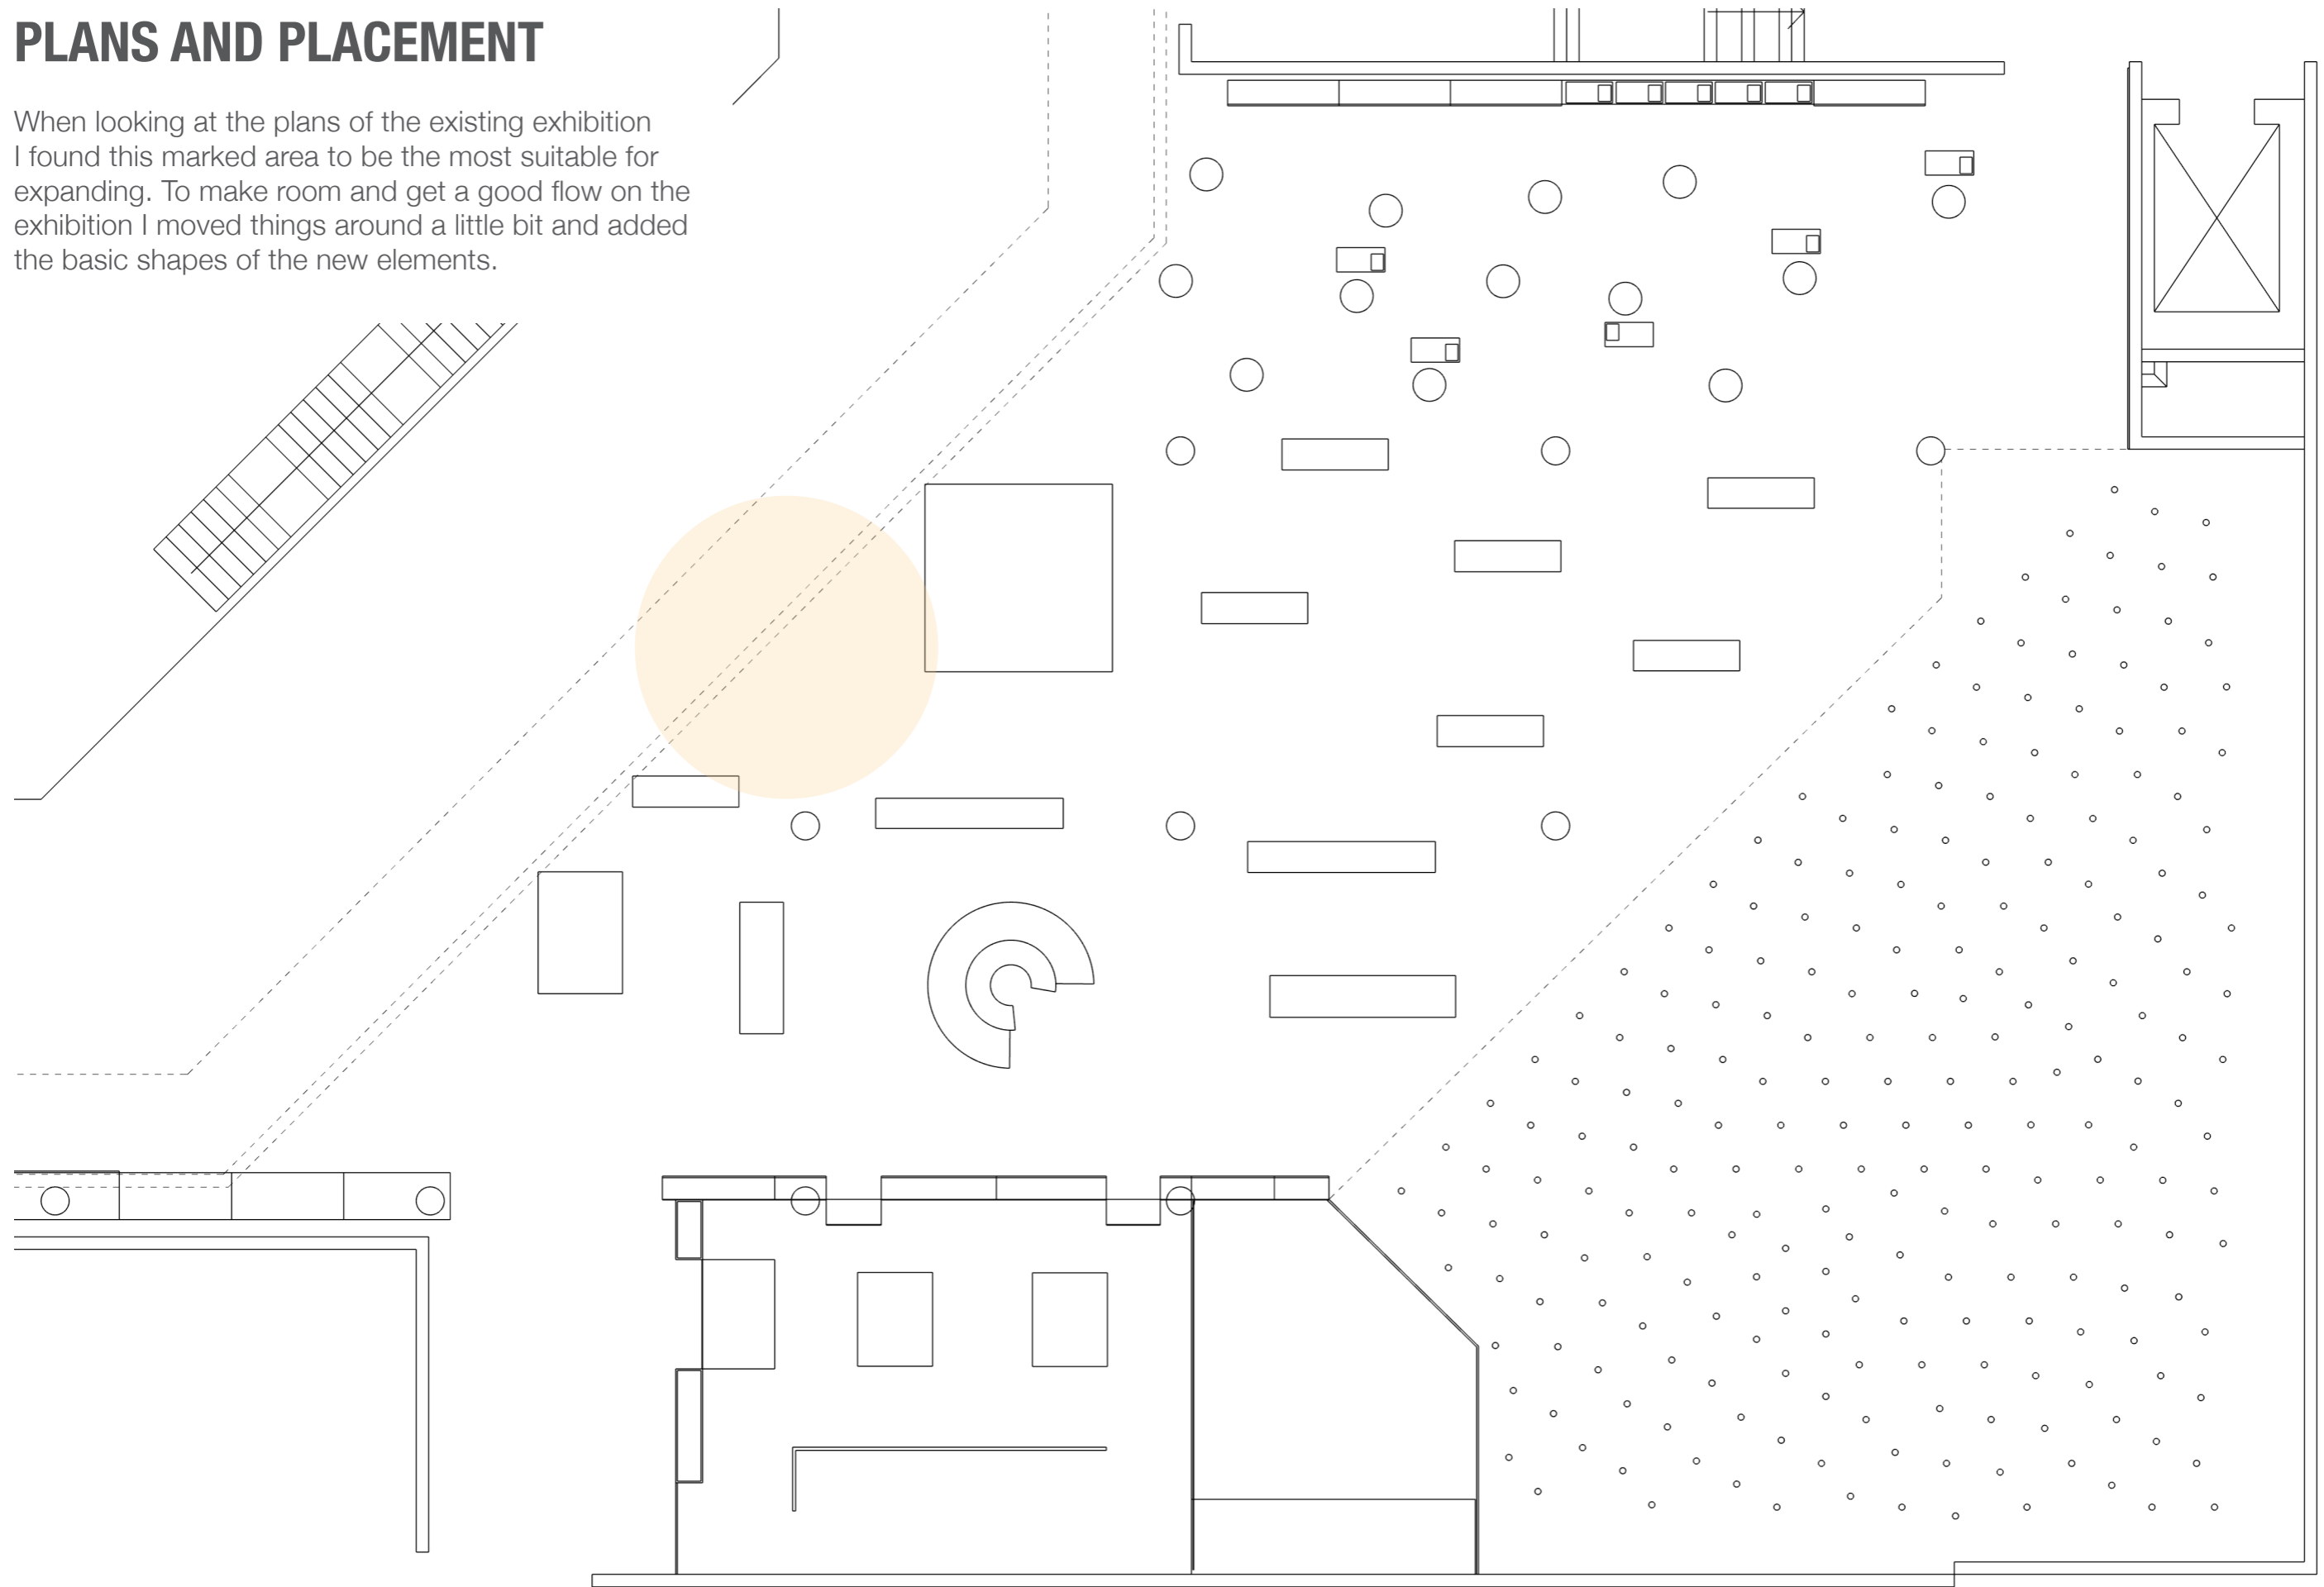 PLANS AND PLACEMENT
When looking at the plans of the existing exhibition
I found this marked area to be the most suitable for
expanding. To make room and get a good flow on the
exhibition I moved things around a little bit and added
the basic shapes of the new elements.